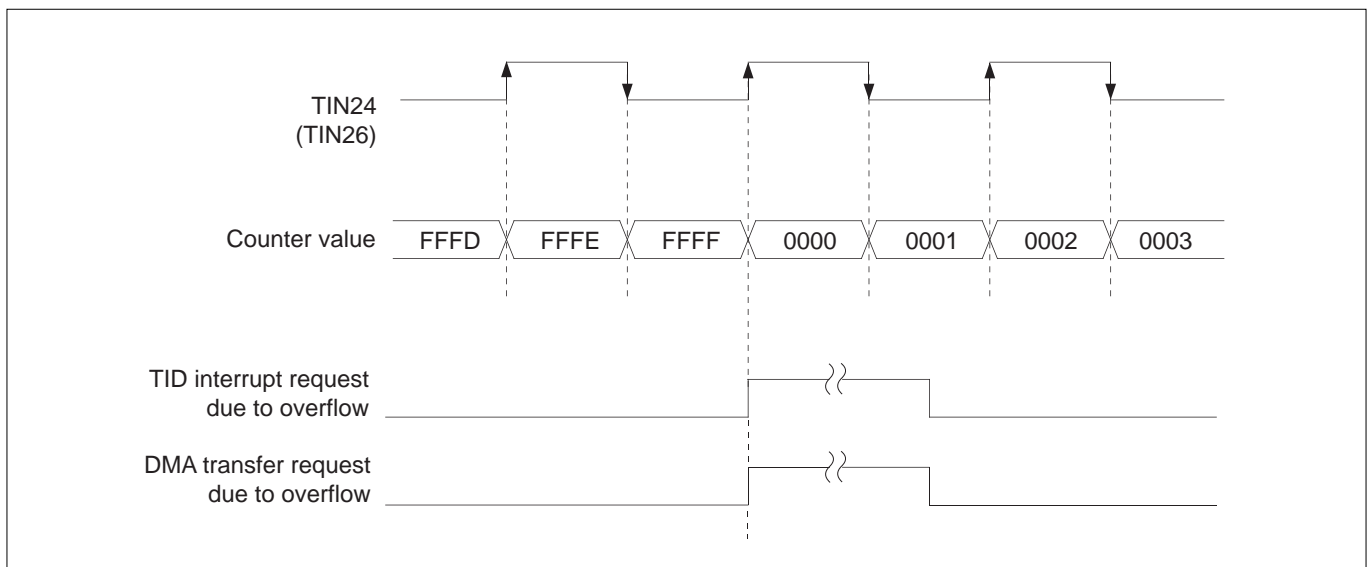 TIN24
(TIN26)
Counter value
FFFD FFFE FFFF 0000 0001 0002 0003
TID interrupt request
due to overflow
DMA transfer request
due to overflow